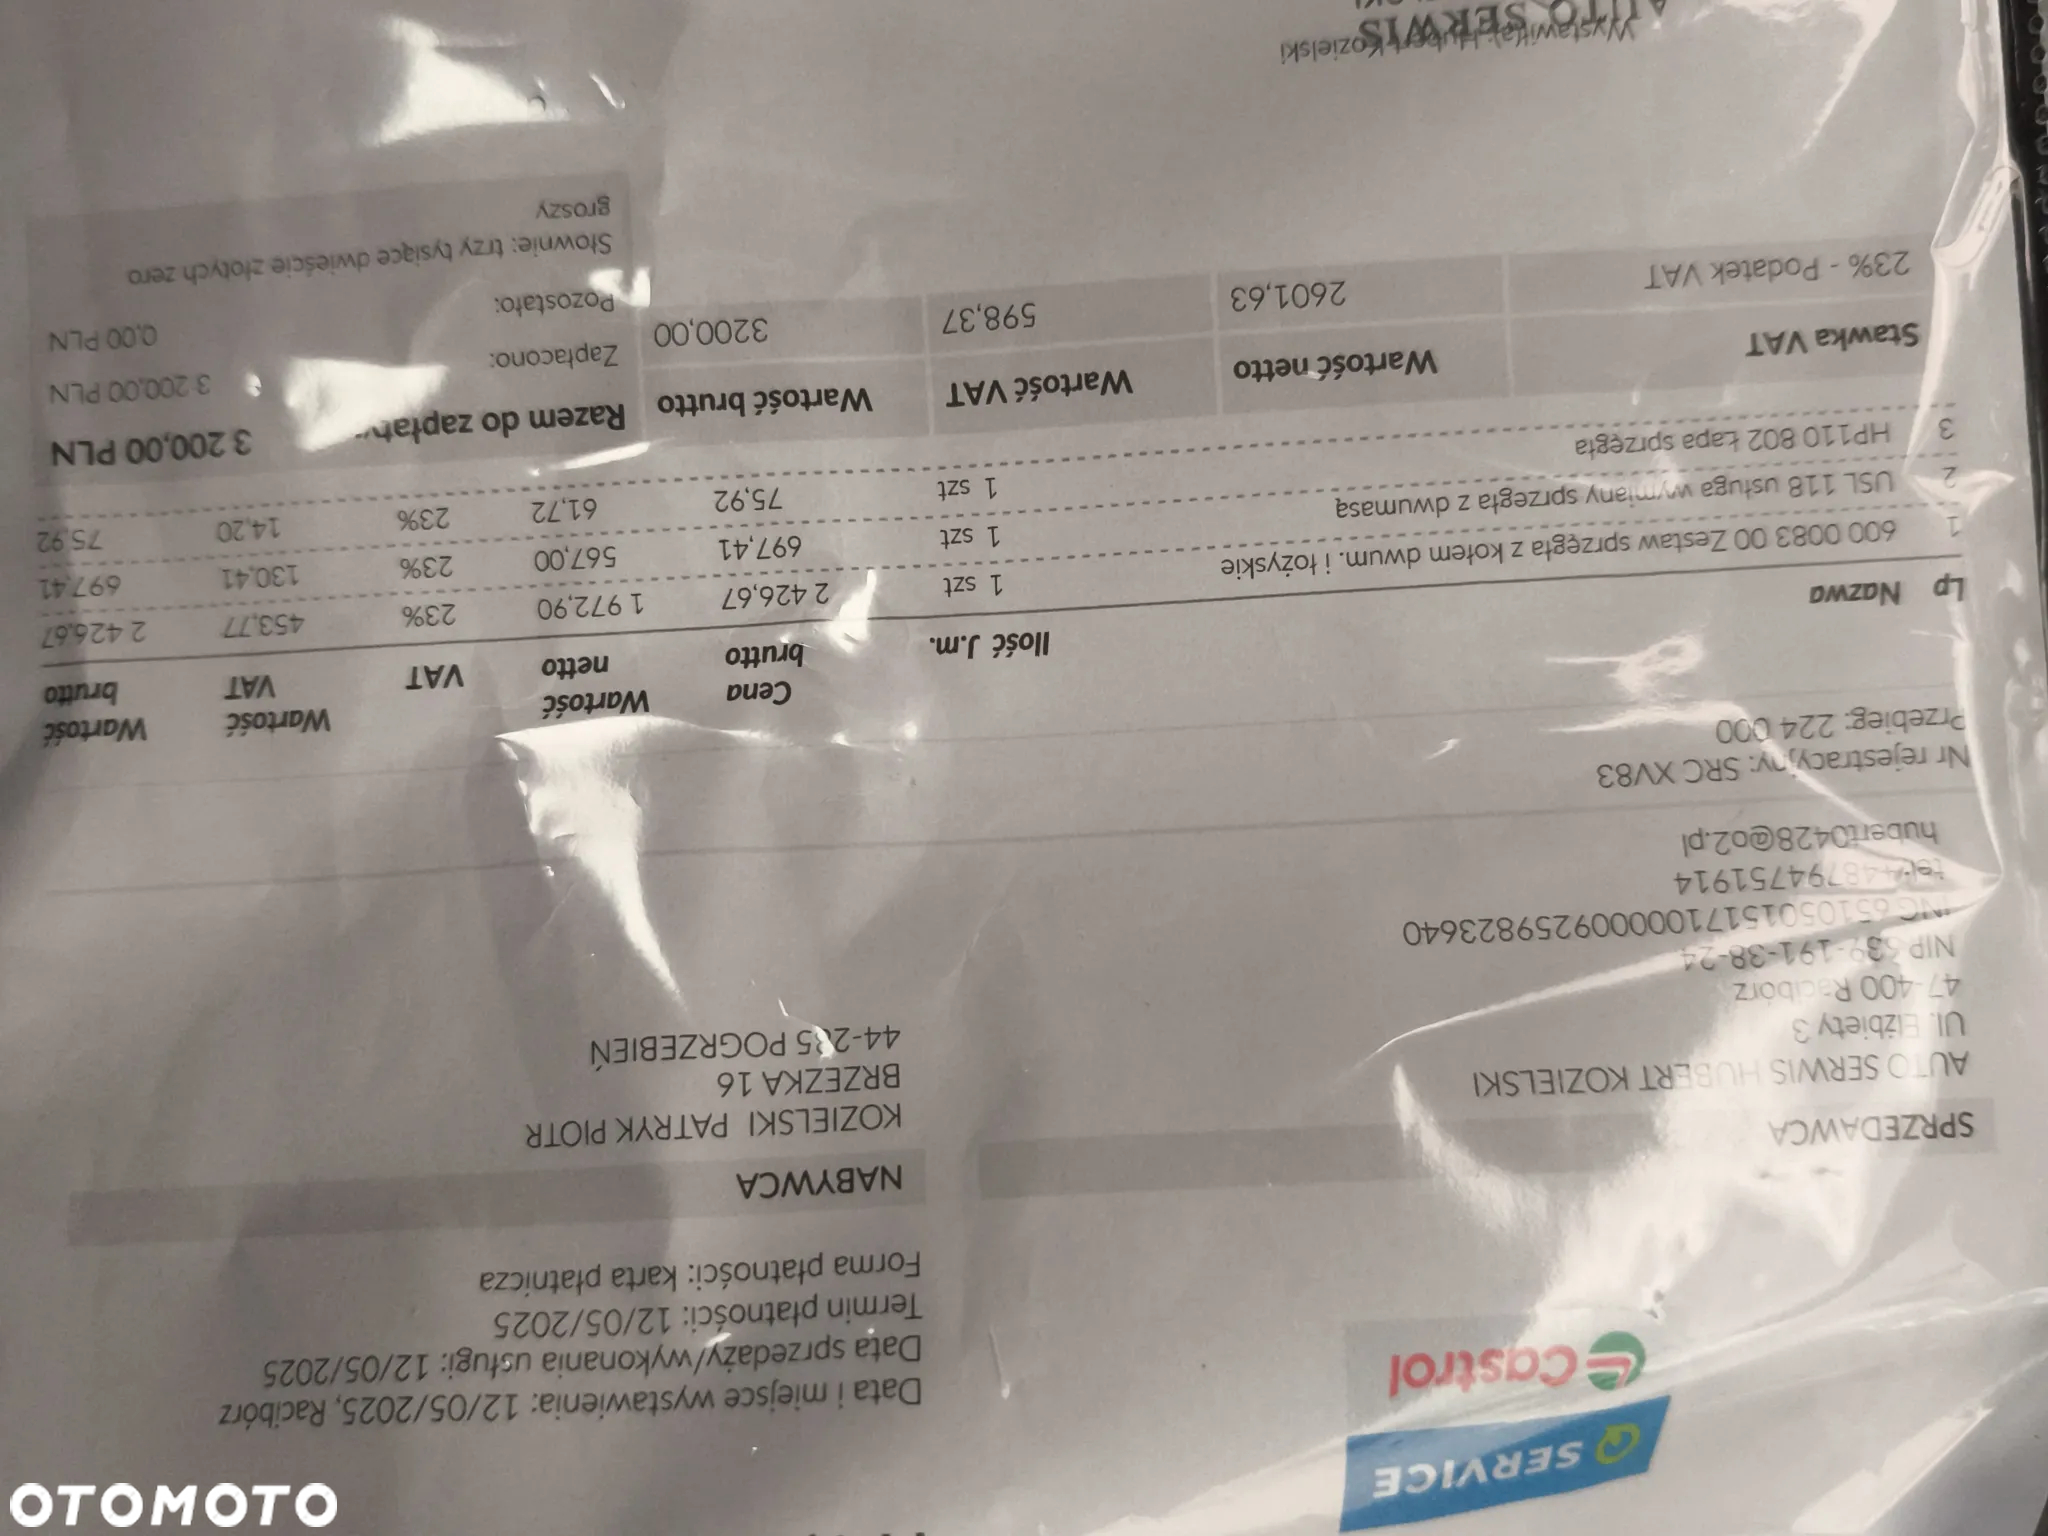 SERVICE
Castrol
Data i miejsce wystawienia: 12/05/2025, Racibórz
Data sprzedaży/wykonania usługi: 12/05/2025
Termin płatności: 12/05/2025
Forma płatności: karta płatnicza
SPRZEDAWCA
AUTO SERWIS HUBERT KOZIELSKI
Ul. Elżbiety 3
47-400 Racibórz
NIP 639-191-38-24
ING 65105015171000009259823640
hubert0428@o2.pl
NABYWCA
KOZIELSKI PATRYK PIOTR
BRZEZKA 16
44-285 POGRZEBIEŃ
Nr rejestracyjny: SRC XV83
Przebieg: 224 000
Lp Nazwa Ilość J.m. Cena brutto Wartość netto VAT Wartość VAT Wartość brutto
1 600 0083 00 Zestaw sprzęgła z kołem dwum. i łożyskie 1 szt 2 426,67 1 972,90 23% 453,77 2 426,67
2 USL 118 usługa wymiany sprzęgła z dwumasą 1 szt 697,41 567,00 23% 130,41 697,41
3 HP110 802 Łapa sprzęgła 1 szt 75,92 61,72 23% 14,20 75,92
Stawka VAT Wartość netto Wartość VAT Wartość brutto
23% - Podatek VAT 2601,63 598,37 3200,00
Razem do zapłaty 3 200,00 PLN
Zapłacono: 3 200,00 PLN
Pozostało: 0,00 PLN
Słownie: trzy tysiące dwieście złotych zero
groszy
Wystawił(a): Hubert Kozielski
AUTO SERWIS
OTOMOTO